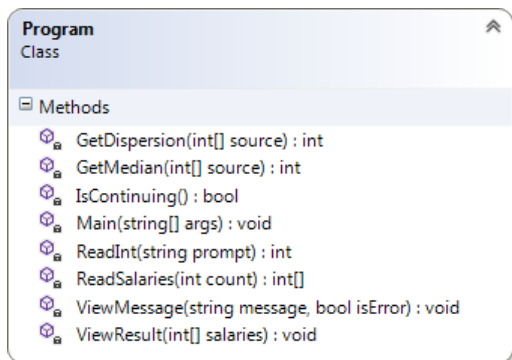 Program
Class
Methods
GetDispersion(int[] source) : int
GetMedian(int[] source) : int
IsContinuing() : bool
Main(string[] args) : void
ReadInt(string prompt) : int
ReadSalaries(int count) : int[]
ViewMessage(string message, bool isError) : void
ViewResult(int[] salaries) : void